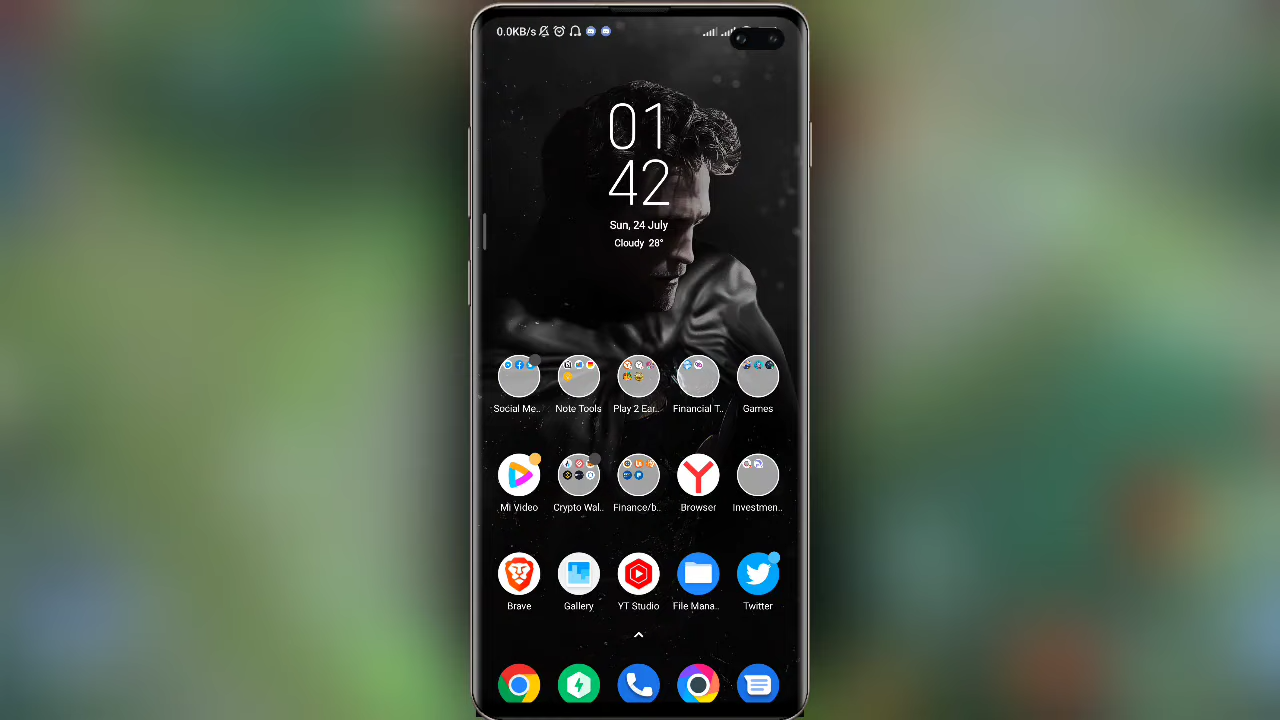 0.0KB/s
01
42
Sun, 24 July
Cloudy 28°
Social Me..
Note Tools
Play 2 Ear..
Financial T..
Games
Mi Video
Crypto Wal..
Finance/b..
Browser
Investmen..
Brave
Gallery
YT Studio
File Mana..
Twitter